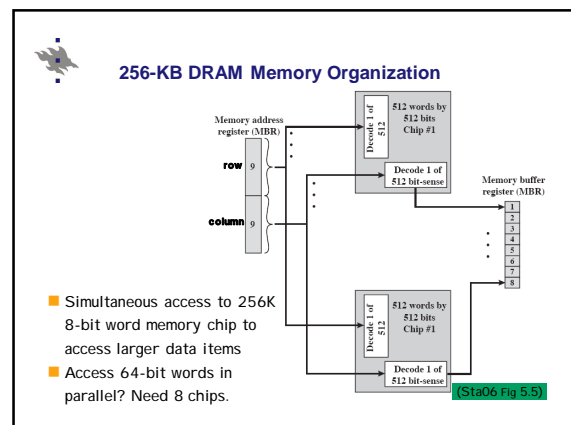 256-KB DRAM Memory Organization
Memory address
register (MBR)
row
9
column
9
Decode 1 of
512
512 words by
512 bits
Chip #1
Decode 1 of
512 bit-sense
Memory buffer
register (MBR)
1
2
3
4
5
6
7
8
Decode 1 of
512
512 words by
512 bits
Chip #1
Decode 1 of
512 bit-sense
Simultaneous access to 256K
8-bit word memory chip to
access larger data items
Access 64-bit words in
parallel? Need 8 chips.
(Sta06 Fig 5.5)